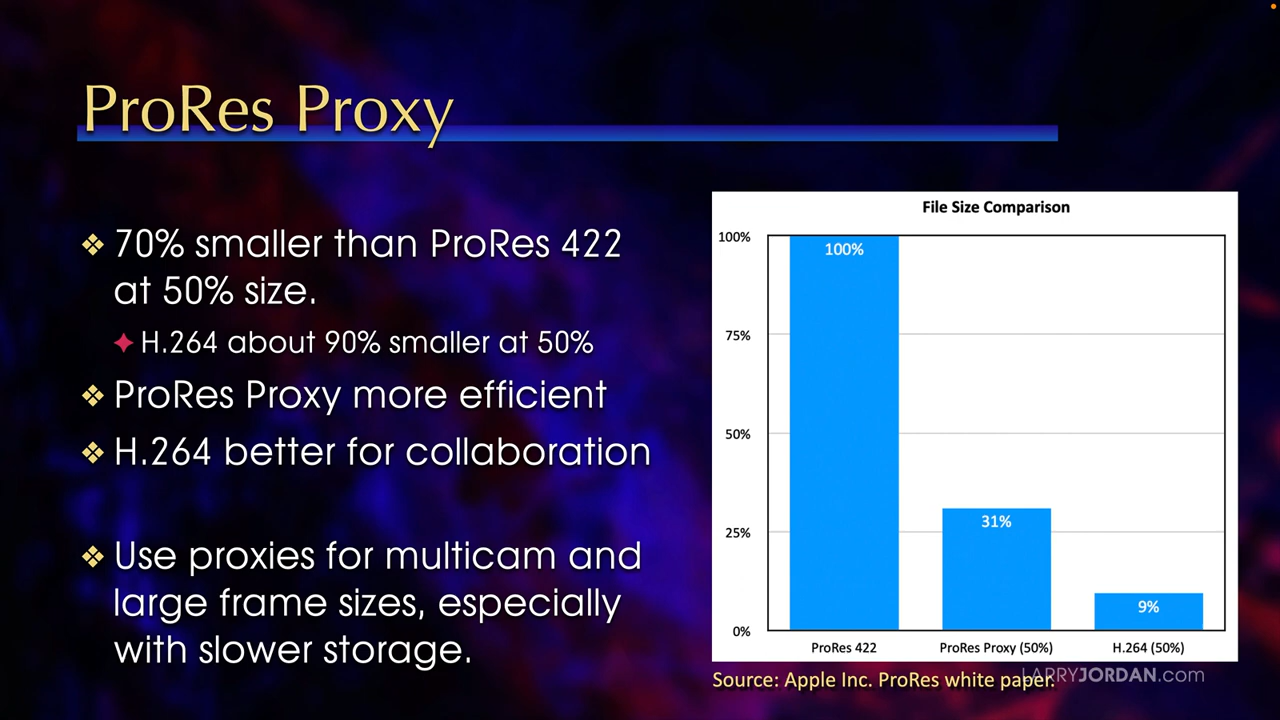 ProRes Proxy
70% smaller than ProRes 422
at 50% size.
H.264 about 90% smaller at 50%
ProRes Proxy more efficient
H.264 better for collaboration
Use proxies for multicam and
large frame sizes, especially
with slower storage.
File Size Comparison
100%
75%
50%
25%
0%
100%
31%
9%
ProRes 422
ProRes Proxy (50%)
H.264 (50%)
Source: Apple Inc. ProRes white paper.
LARRYJORDAN.com